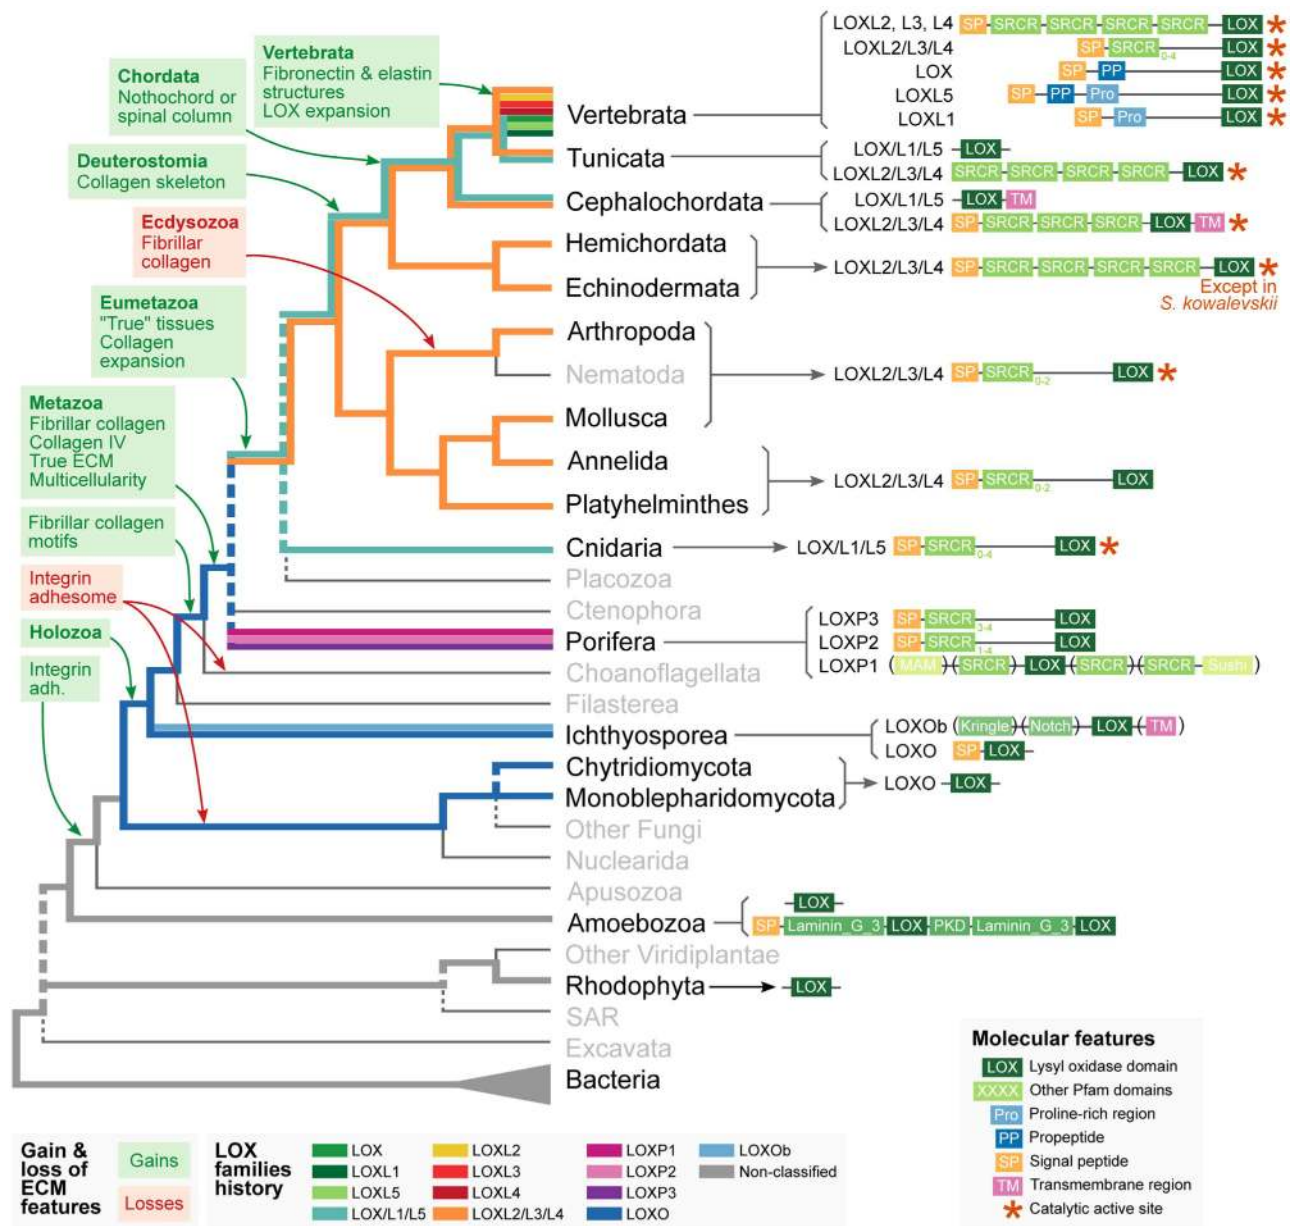 Vertebrata
Fibronectin & elastin
structures
LOX expansion
Chordata
Nothochord or
spinal column
Deuterostomia
Collagen skeleton
Ecdysozoa
Fibrillar
collagen
Eumetazoa
"True" tissues
Collagen
expansion
Metazoa
Fibrillar collagen
Collagen IV
True ECM
Multicellularity
Fibrillar collagen
motifs
Integrin
adhesome
Holozoa
Integrin
adh.
Vertebrata
LOXL2, L3, L4 SP SRCR SRCR SRCR SRCR LOX *
LOXL2/L3/L4 SP SRCR 0-4 LOX *
LOX SP PP LOX *
LOXL5 SP PP Pro LOX *
LOXL1 SP Pro LOX *
Tunicata
LOX/L1/L5 LOX
LOXL2/L3/L4 SRCR SRCR SRCR SRCR LOX *
Cephalochordata
LOX/L1/L5 LOX TM
LOXL2/L3/L4 SP SRCR SRCR SRCR LOX TM *
Hemichordata
Echinodermata
LOXL2/L3/L4 SP SRCR SRCR SRCR SRCR LOX *
Except in
S. kowalevskii
Arthropoda
Nematoda
Mollusca
LOXL2/L3/L4 SP SRCR 0-2 LOX *
Annelida
Platyhelminthes
LOXL2/L3/L4 SP SRCR 0-2 LOX
Cnidaria
LOX/L1/L5 SP SRCR 0-4 LOX *
Placozoa
Ctenophora
Porifera
LOXP3 SP SRCR 3-4 LOX
LOXP2 SP SRCR 1-4 LOX
LOXP1 (MAM)(SRCR) LOX (SRCR)(SRCR Sushi)
Choanoflagellata
Filasterea
Ichthyosporea
LOXOb (Kringle)(Notch) LOX (TM)
LOXO SP LOX
Chytridiomycota
Monoblepharidomycota
LOXO LOX
Other Fungi
Nuclearida
Apusozoa
Amoebozoa
LOX
SP Laminin_G_3 LOX PKD Laminin_G_3 LOX
Other Viridiplantae
Rhodophyta
LOX
SAR
Excavata
Bacteria
Molecular features
LOX Lysyl oxidase domain
XXXX Other Pfam domains
Pro Proline-rich region
PP Propeptide
SP Signal peptide
TM Transmembrane region
* Catalytic active site
Gain &
loss of
ECM
features
Gains
Losses
LOX
families
history
LOX
LOXL1
LOXL5
LOX/L1/L5
LOXL2
LOXL3
LOXL4
LOXL2/L3/L4
LOXP1
LOXP2
LOXP3
LOXO
LOXOb
Non-classified